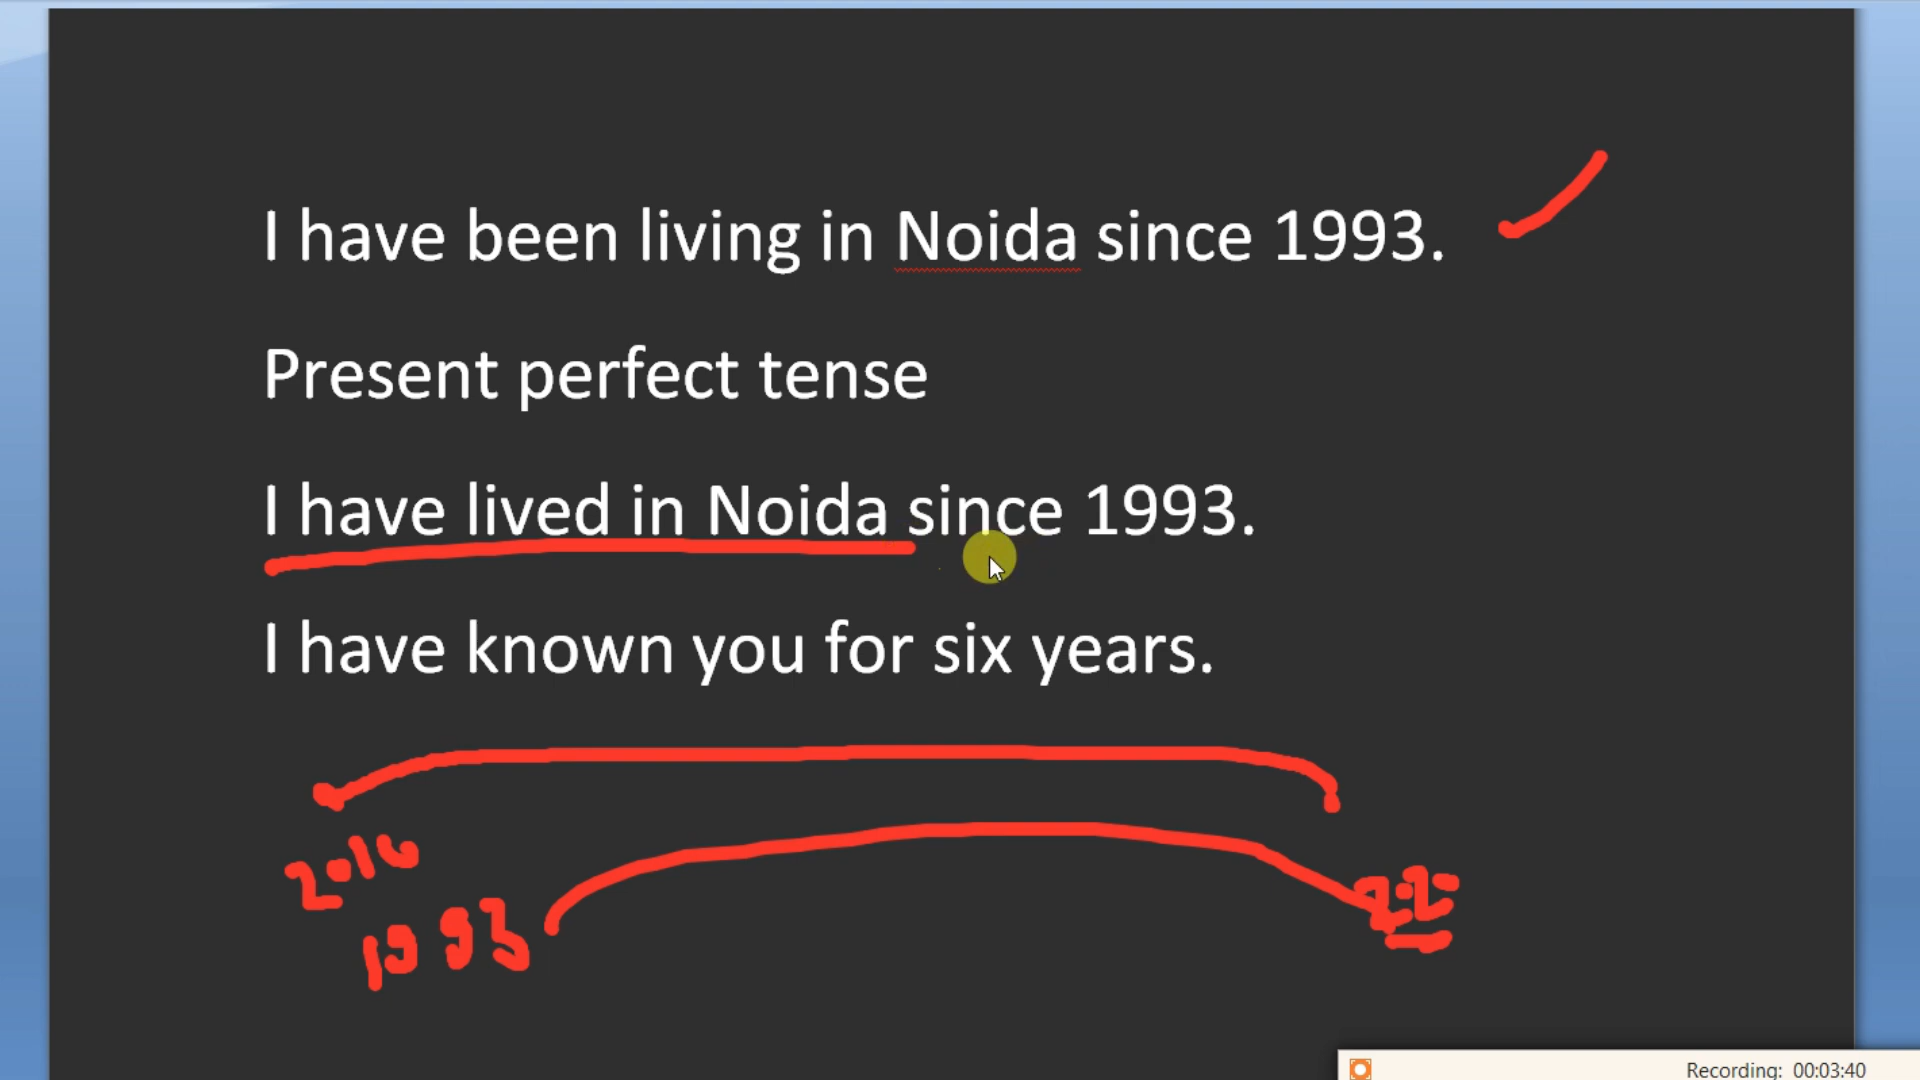 I have been living in Noida since 1993.
Present perfect tense
I have lived in Noida since 1993.
I have known you for six years.
2016
1993
Recording: 00:03:40